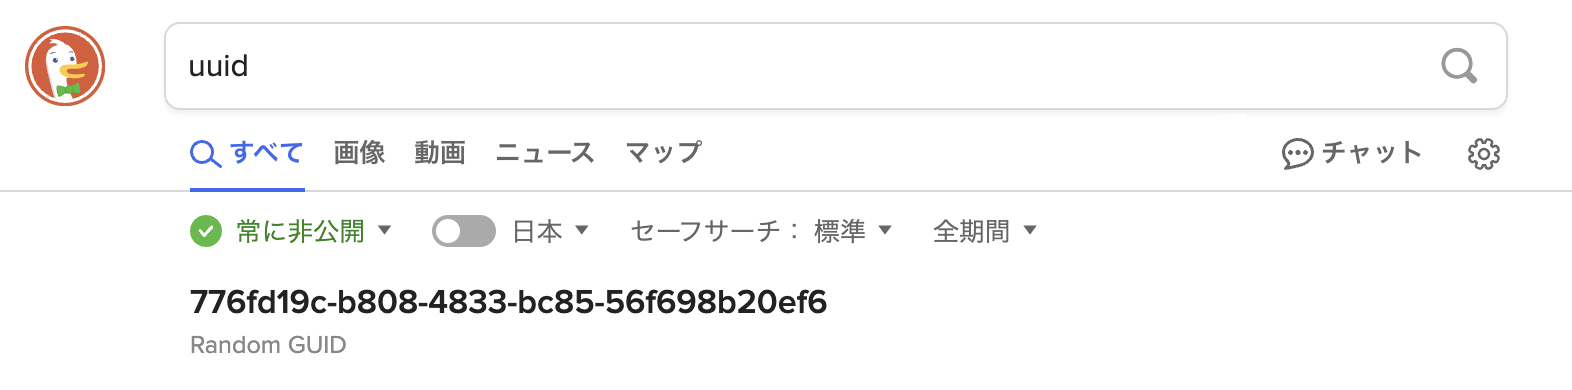 uuid
すべて 画像 動画 ニュース マップ チャット
常に非公開 日本 セーフサーチ： 標準 全期間
776fd19c-b808-4833-bc85-56f698b20ef6
Random GUID